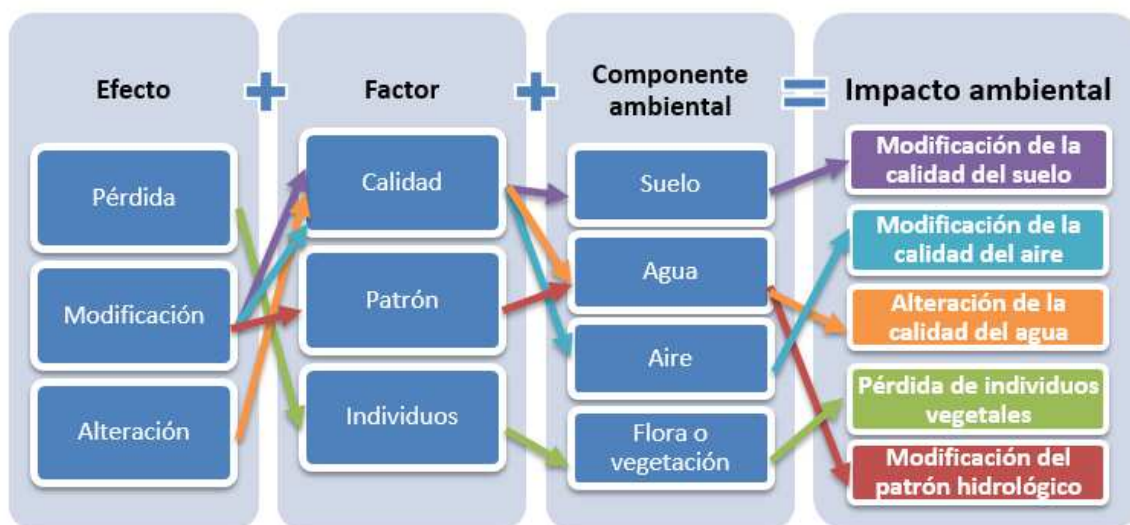 Efecto
+
Factor
+
Componente
ambiental
=
Impacto ambiental
Pérdida
Modificación
Alteración
Calidad
Patrón
Individuos
Suelo
Agua
Aire
Flora o
vegetación
Modificación de la
calidad del suelo
Modificación de la
calidad del aire
Alteración de la
calidad del agua
Pérdida de individuos
vegetales
Modificación del
patrón hidrológico